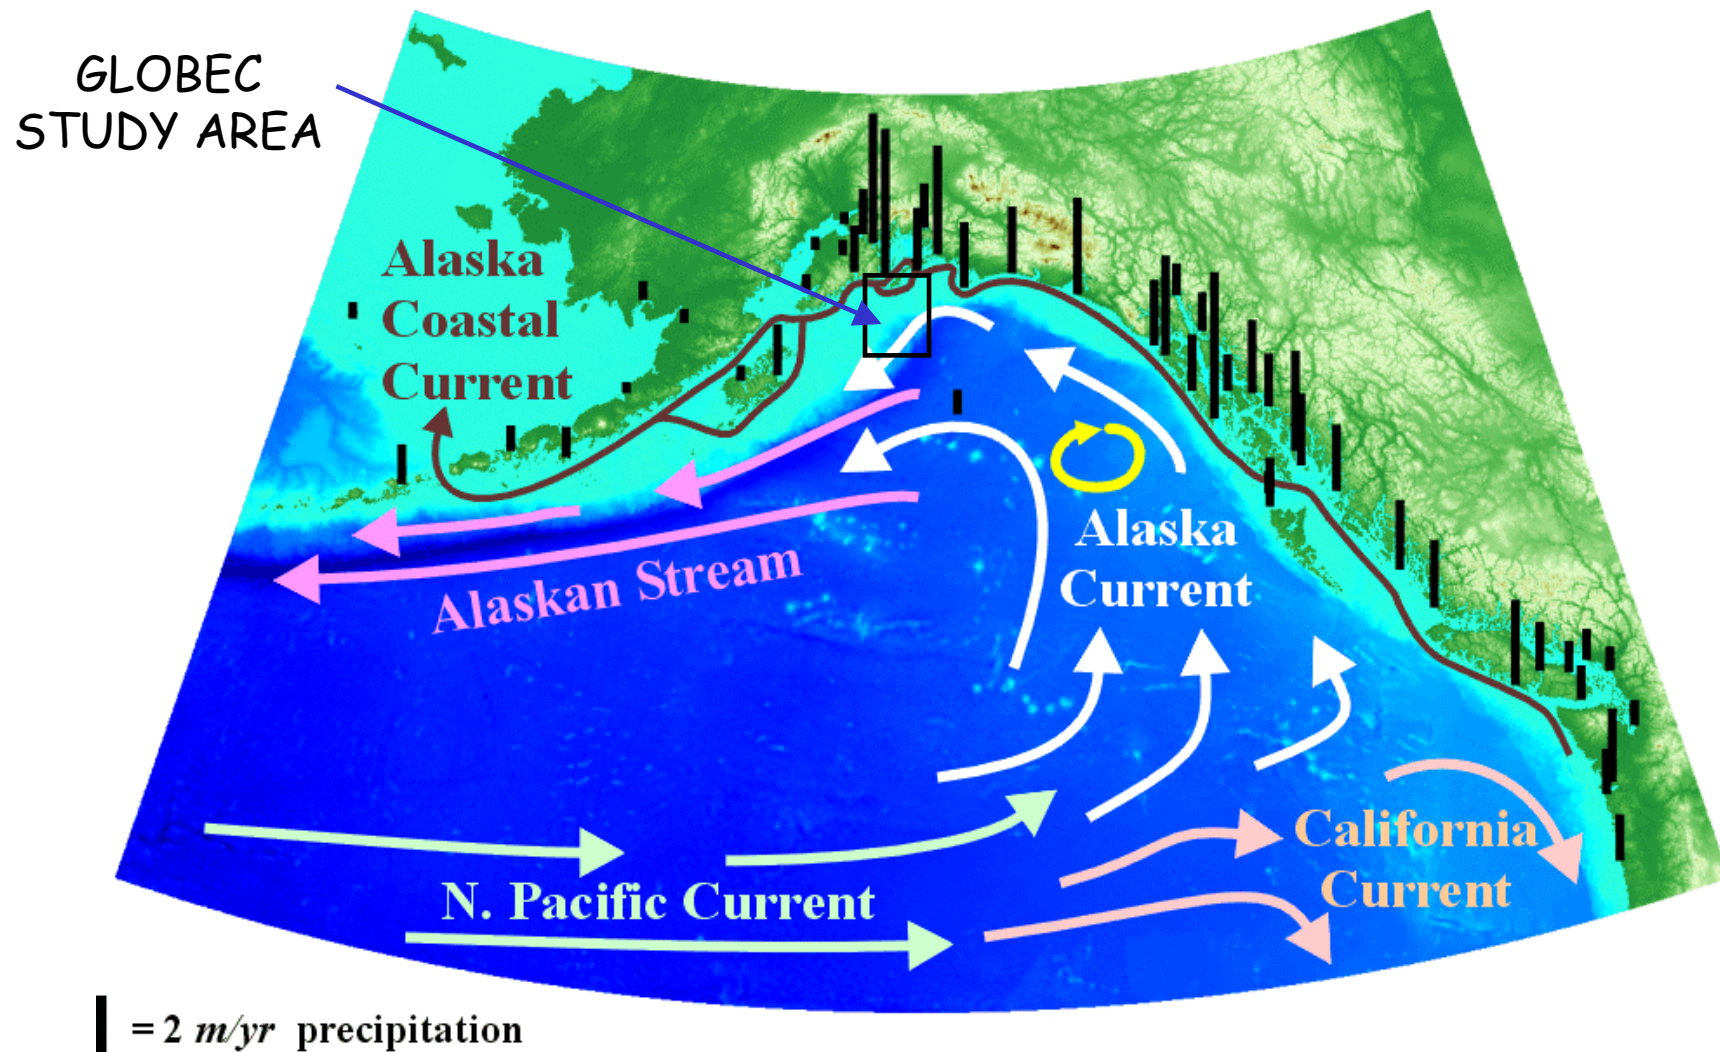 GLOBEC
STUDY AREA
Alaska
Coastal
Current
Alaska
Current
Alaskan Stream
California
Current
N. Pacific Current
= 2 m/yr precipitation